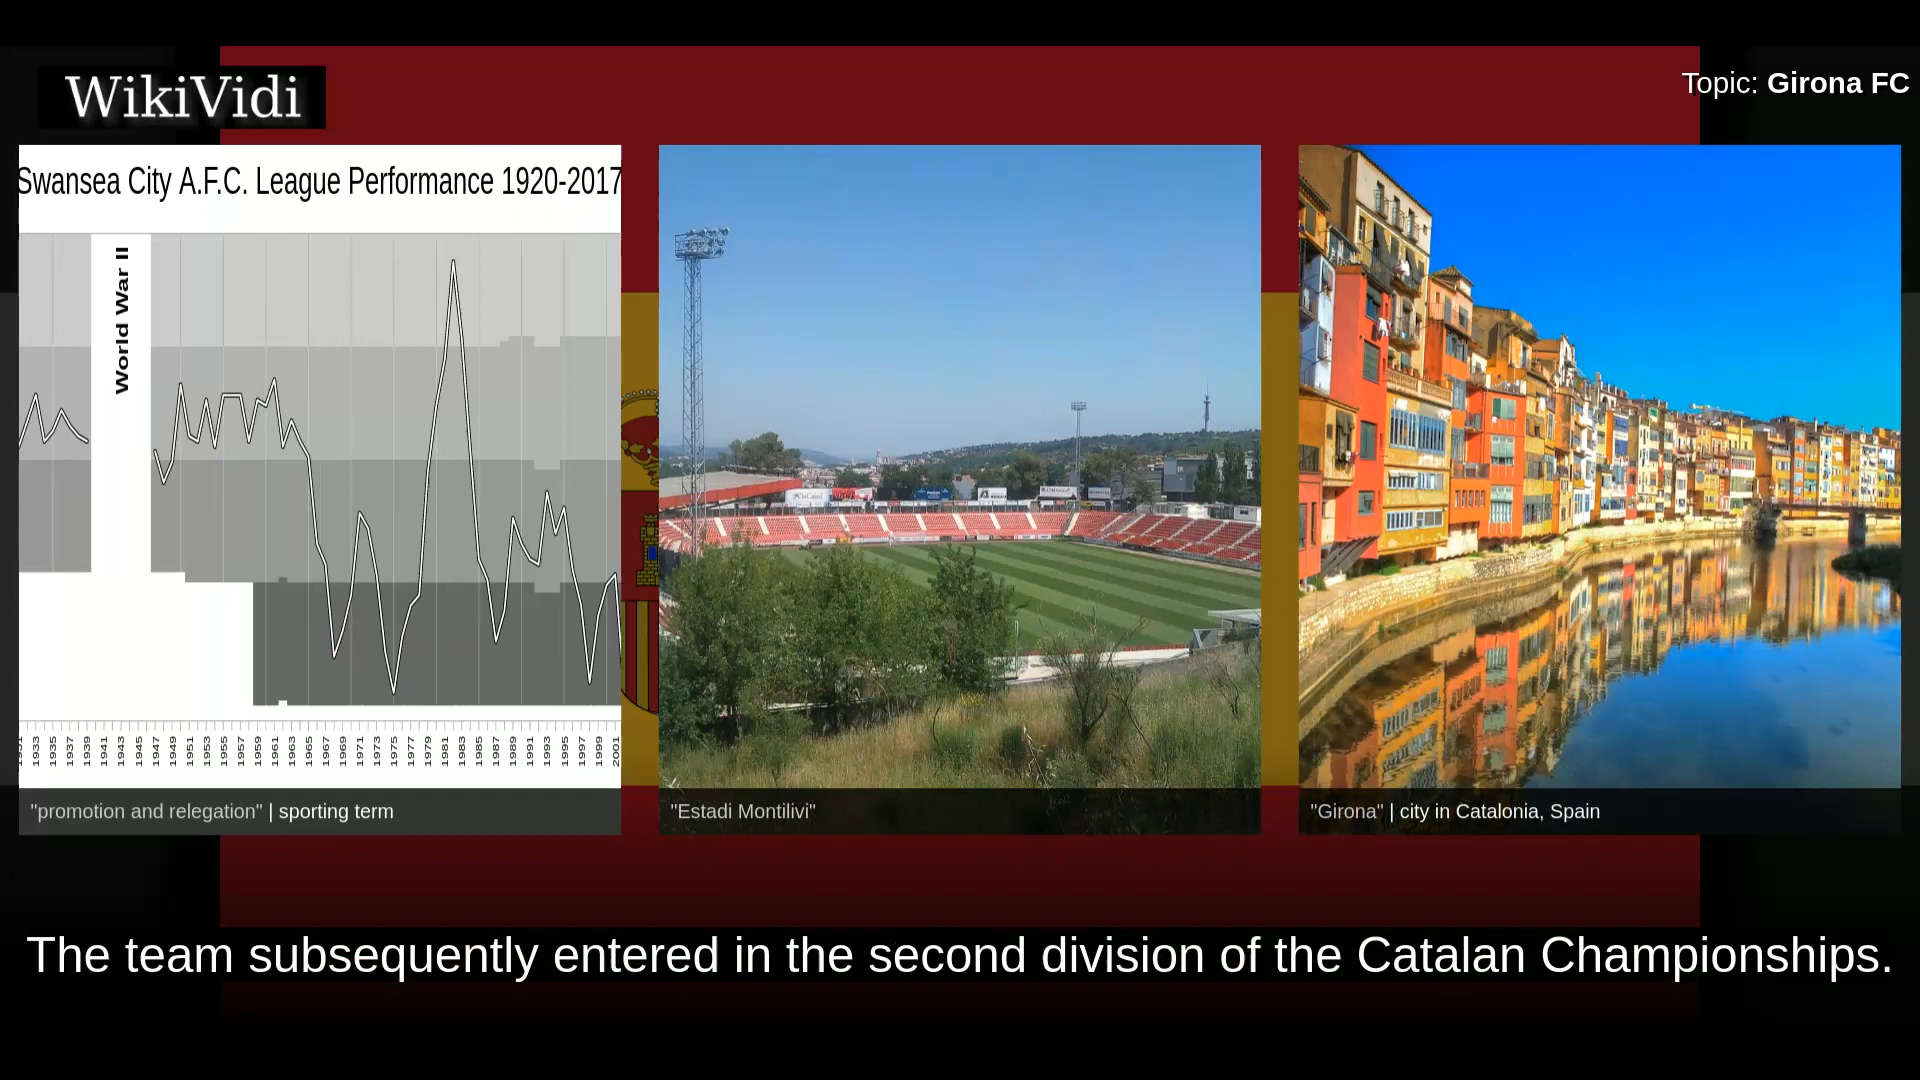 WikiVidi
Topic: Girona FC
Swansea City A.F.C. League Performance 1920-2017
World War II
1933 1935 1937 1939 1941 1943 1945 1947 1949 1951 1953 1955 1957 1959 1961 1963 1965 1967 1969 1971 1973 1975 1977 1979 1981 1983 1985 1987 1989 1991 1993 1995 1997 1999 2001
"promotion and relegation" | sporting term
"Estadi Montilivi"
"Girona" | city in Catalonia, Spain
The team subsequently entered in the second division of the Catalan Championships.